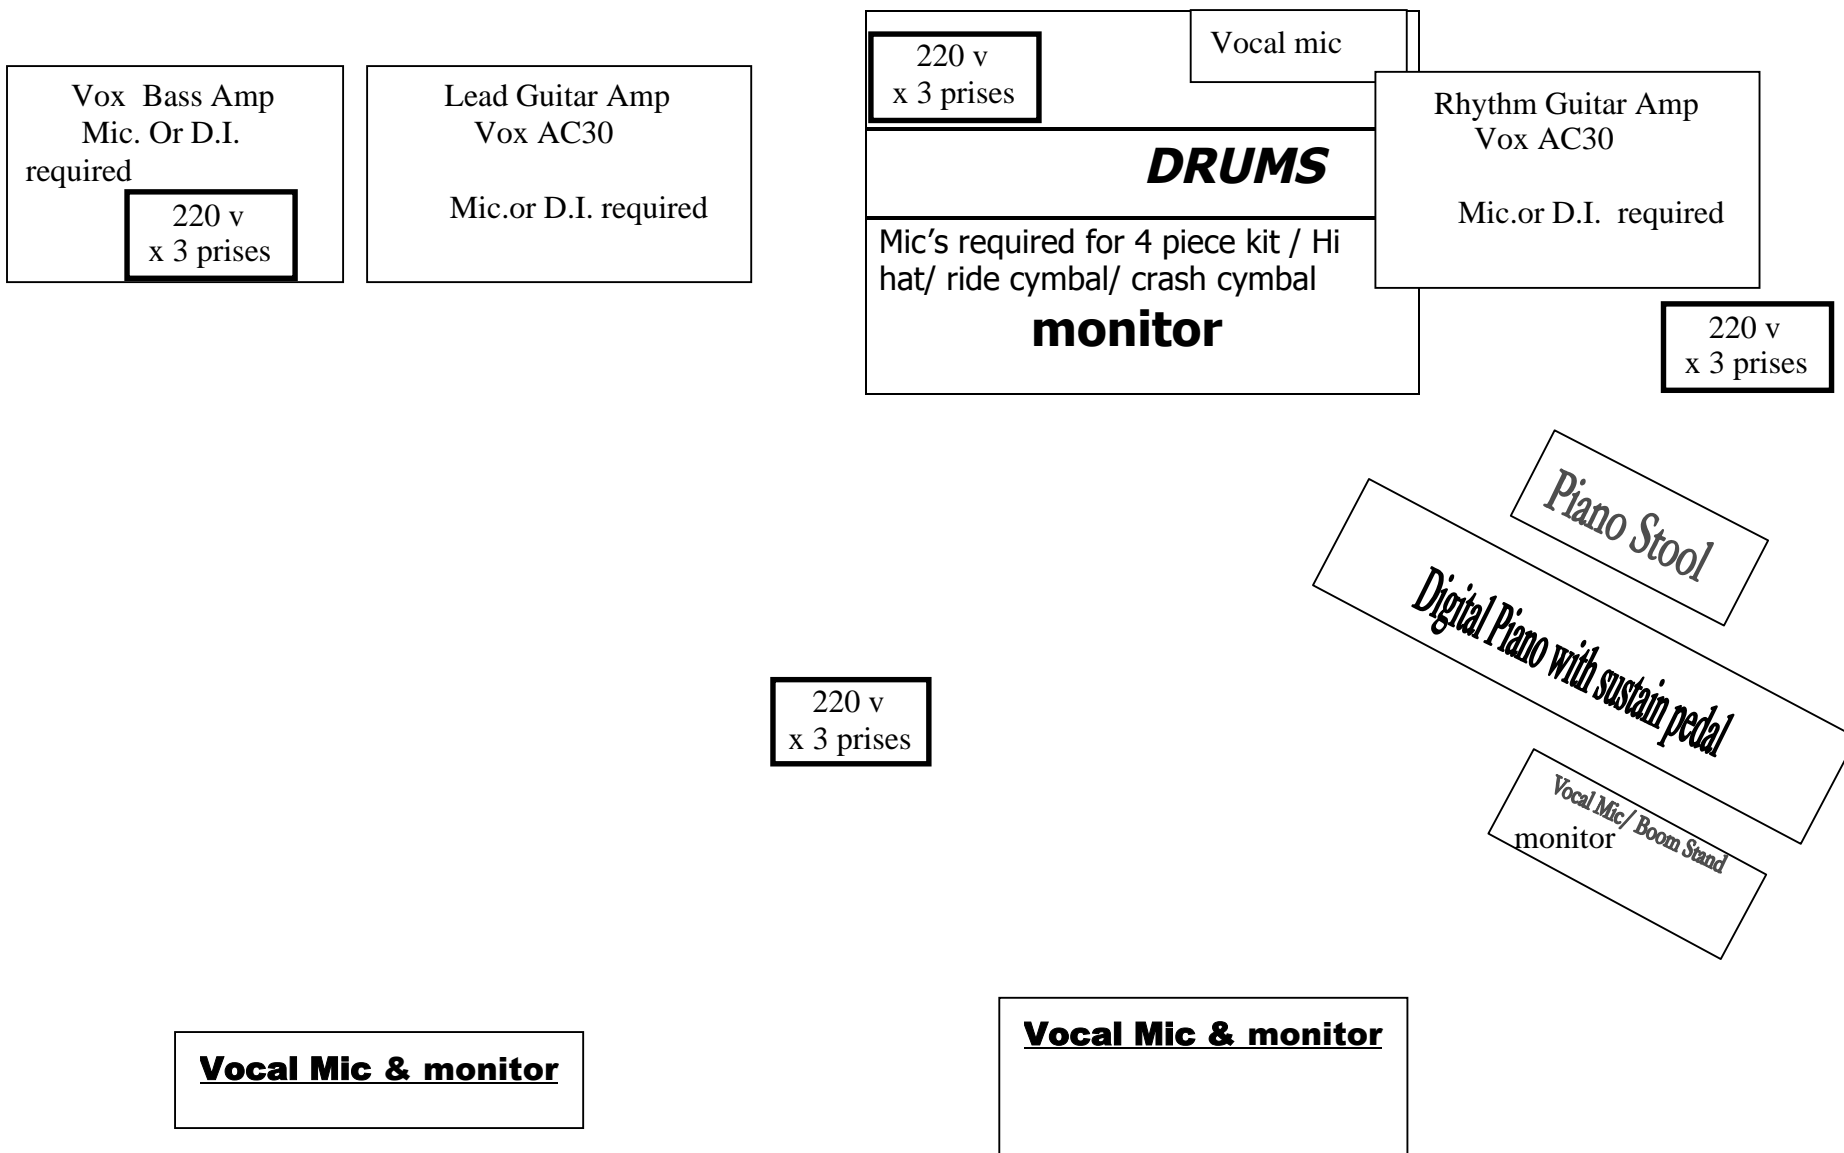 Vox Bass Amp
Mic. Or D.I.
required
220 v
x 3 prises
Lead Guitar Amp
Vox AC30
Mic.or D.I. required
220 v
x 3 prises
Vocal mic
DRUMS
Mic's required for 4 piece kit / Hi
hat/ ride cymbal/ crash cymbal
monitor
Rhythm Guitar Amp
Vox AC30
Mic.or D.I. required
220 v
x 3 prises
Piano Stool
Digital Piano with sustain pedal
220 v
x 3 prises
Vocal Mic/ Boom Stand
monitor
Vocal Mic & monitor
Vocal Mic & monitor